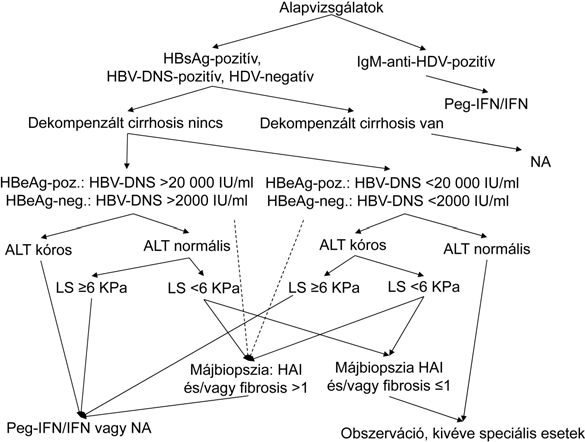 Alapvizsgálatok
HBsAg-pozitív,
HBV-DNS-pozitív, HDV-negatív
IgM-anti-HDV-pozitív
Peg-IFN/IFN
Dekompenzált cirrhosis nincs
Dekompenzált cirrhosis van
NA
HBeAg-poz.: HBV-DNS >20 000 IU/ml
HBeAg-neg.: HBV-DNS >2000 IU/ml
HBeAg-poz.: HBV-DNS <20 000 IU/ml
HBeAg-neg.: HBV-DNS <2000 IU/ml
ALT kóros
ALT normális
ALT kóros
ALT normális
LS ≥6 KPa
LS <6 KPa
LS ≥6 KPa
LS <6 KPa
Májbiopszia: HAI
és/vagy fibrosis >1
Májbiopszia HAI
és/vagy fibrosis ≤1
Peg-IFN/IFN vagy NA
Obszerváció, kivéve speciális esetek